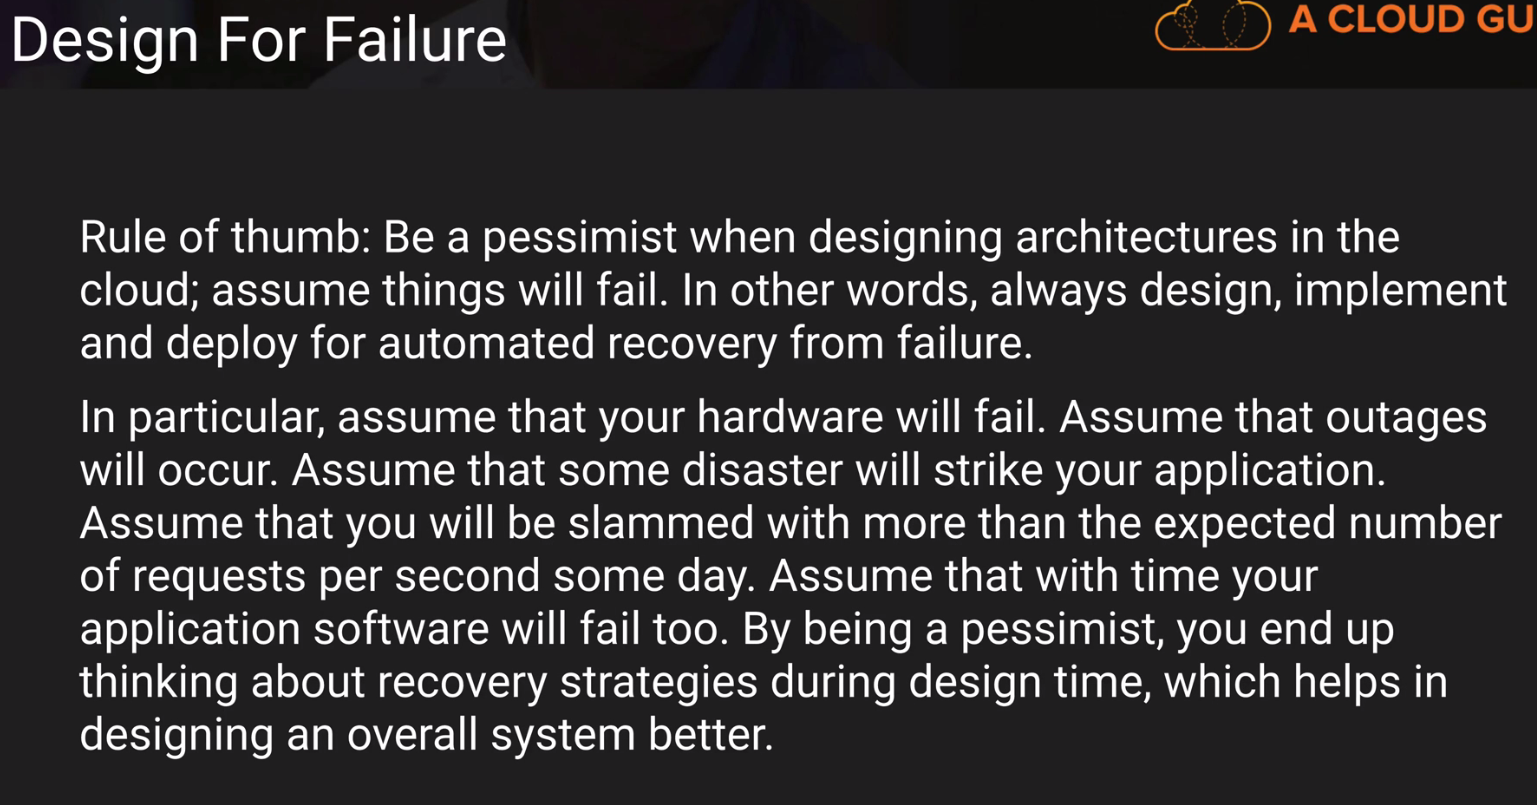 Design For Failure
A CLOUD GU
Rule of thumb: Be a pessimist when designing architectures in the
cloud; assume things will fail. In other words, always design, implement
and deploy for automated recovery from failure.
In particular, assume that your hardware will fail. Assume that outages
will occur. Assume that some disaster will strike your application.
Assume that you will be slammed with more than the expected number
of requests per second some day. Assume that with time your
application software will fail too. By being a pessimist, you end up
thinking about recovery strategies during design time, which helps in
designing an overall system better.